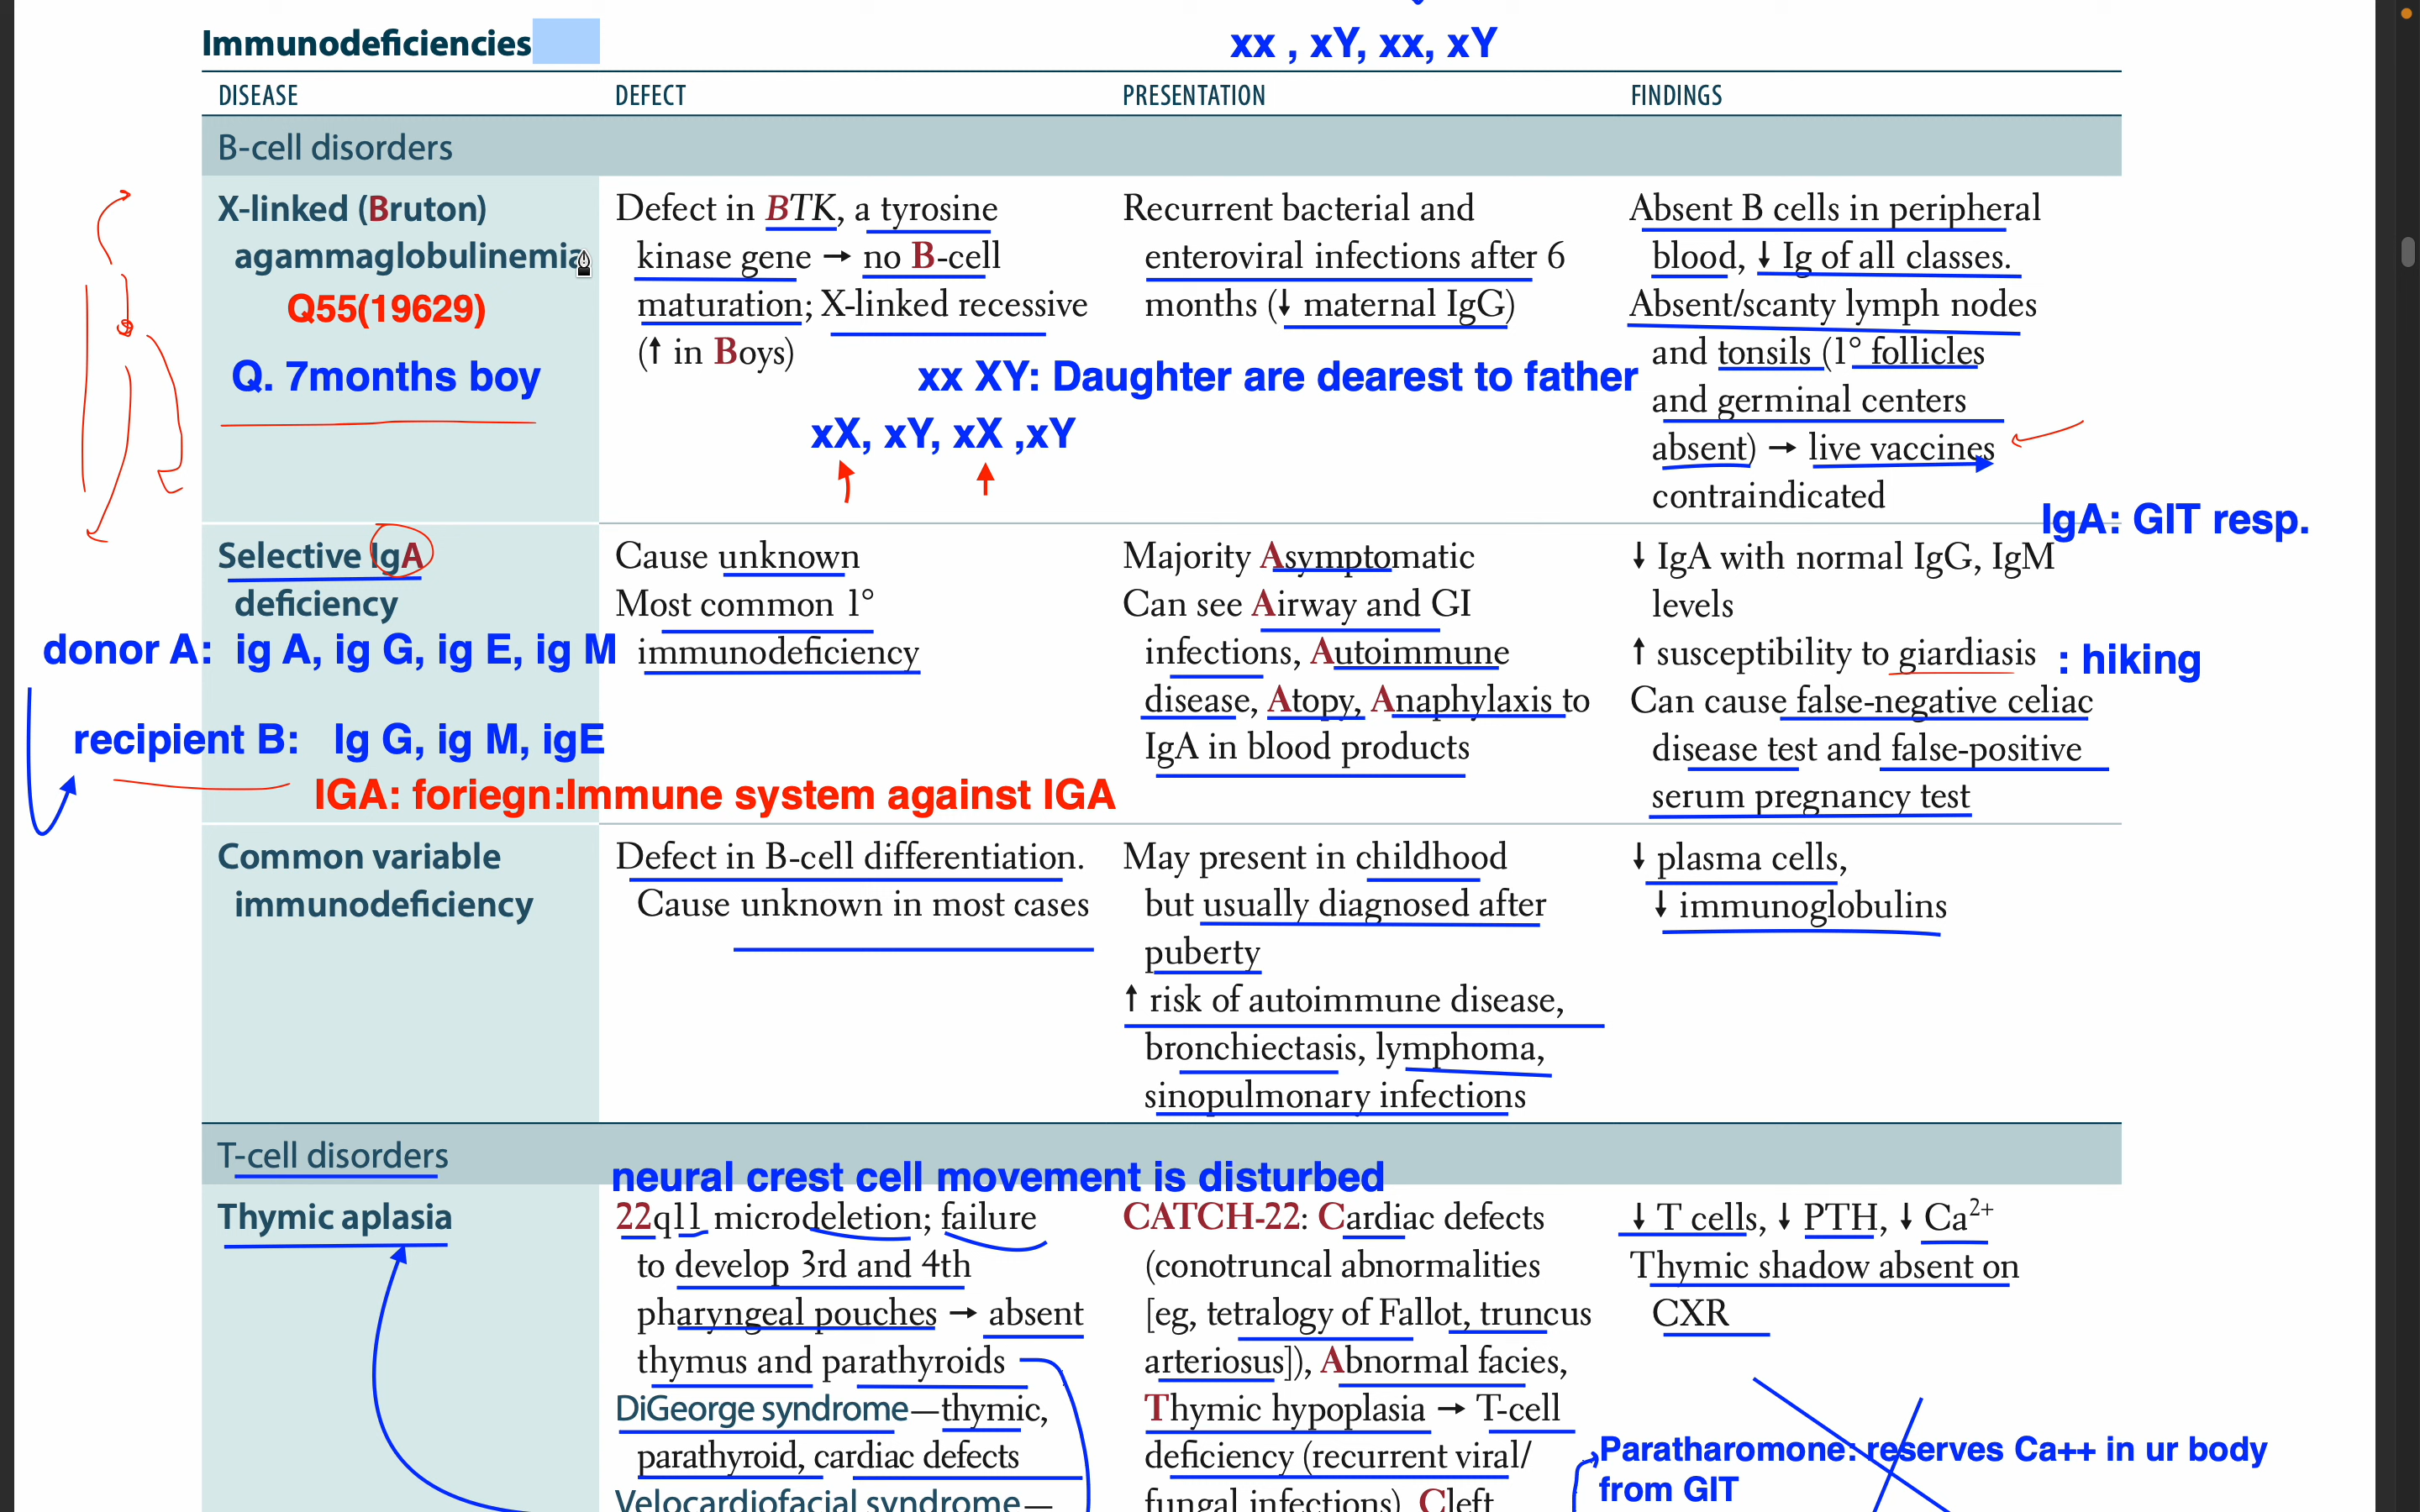 xx , xY, xx, xY
Immunodeficiencies
DISEASE
DEFECT
PRESENTATION
FINDINGS
B-cell disorders
X-linked (Bruton)
agammaglobulinemia
Q55(19629)
Q. 7months boy
Defect in BTK, a tyrosine
kinase gene → no B-cell
maturation; X-linked recessive
(↑ in Boys)
xx XY: Daughter are dearest to father
xX, xY, xX ,xY
Recurrent bacterial and
enteroviral infections after 6
months (↓ maternal IgG)
Absent B cells in peripheral
blood, ↓ Ig of all classes.
Absent/scanty lymph nodes
and tonsils (1° follicles
and germinal centers
absent) → live vaccines
contraindicated
IgA: GIT resp.
Selective IgA
deficiency
donor A: ig A, ig G, ig E, ig M
recipient B: Ig G, ig M, igE
IGA: foriegn:Immune system against IGA
Cause unknown
Most common 1°
immunodeficiency
Majority Asymptomatic
Can see Airway and GI
infections, Autoimmune
disease, Atopy, Anaphylaxis to
IgA in blood products
↓ IgA with normal IgG, IgM
levels
↑ susceptibility to giardiasis
: hiking
Can cause false-negative celiac
disease test and false-positive
serum pregnancy test
Common variable
immunodeficiency
Defect in B-cell differentiation.
Cause unknown in most cases
May present in childhood
but usually diagnosed after
puberty
↑ risk of autoimmune disease,
bronchiectasis, lymphoma,
sinopulmonary infections
↓ plasma cells,
↓ immunoglobulins
T-cell disorders
neural crest cell movement is disturbed
Thymic aplasia
22q11 microdeletion; failure
to develop 3rd and 4th
pharyngeal pouches → absent
thymus and parathyroids
DiGeorge syndrome—thymic,
parathyroid, cardiac defects
Velocardiofacial syndrome—
CATCH-22: Cardiac defects
(conotruncal abnormalities
[eg, tetralogy of Fallot, truncus
arteriosus]), Abnormal facies,
Thymic hypoplasia → T-cell
deficiency (recurrent viral/
fungal infections), Cleft
↓ T cells, ↓ PTH, ↓ Ca2+
Thymic shadow absent on
CXR
Paratharomone: reserves Ca++ in ur body
from GIT